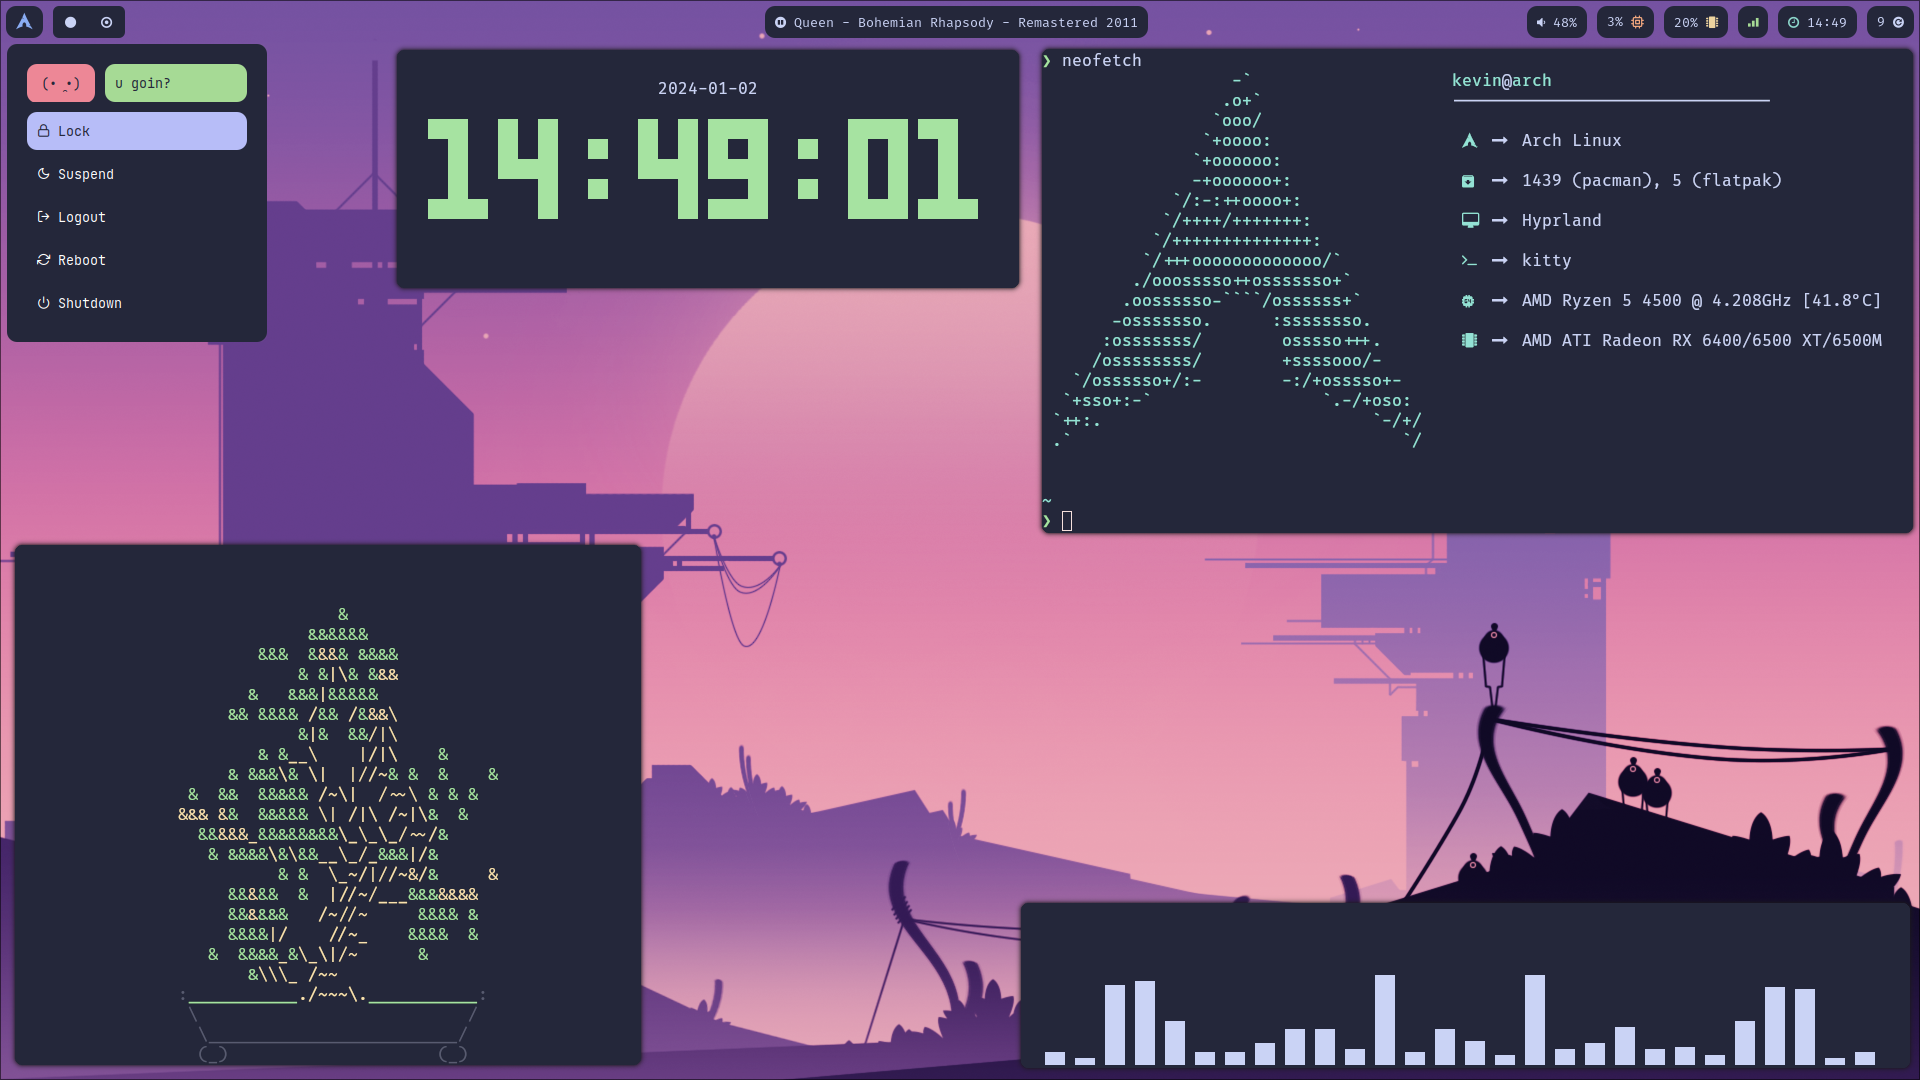 Queen - Bohemian Rhapsody - Remastered 2011
48%
3%
20%
14:49
9
u goin?
Lock
Suspend
Logout
Reboot
Shutdown
2024-01-02
14:49:01
❯ neofetch
kevin@arch
Arch Linux
1439 (pacman), 5 (flatpak)
Hyprland
kitty
AMD Ryzen 5 4500 @ 4.208GHz [41.8°C]
AMD ATI Radeon RX 6400/6500 XT/6500M
~
❯